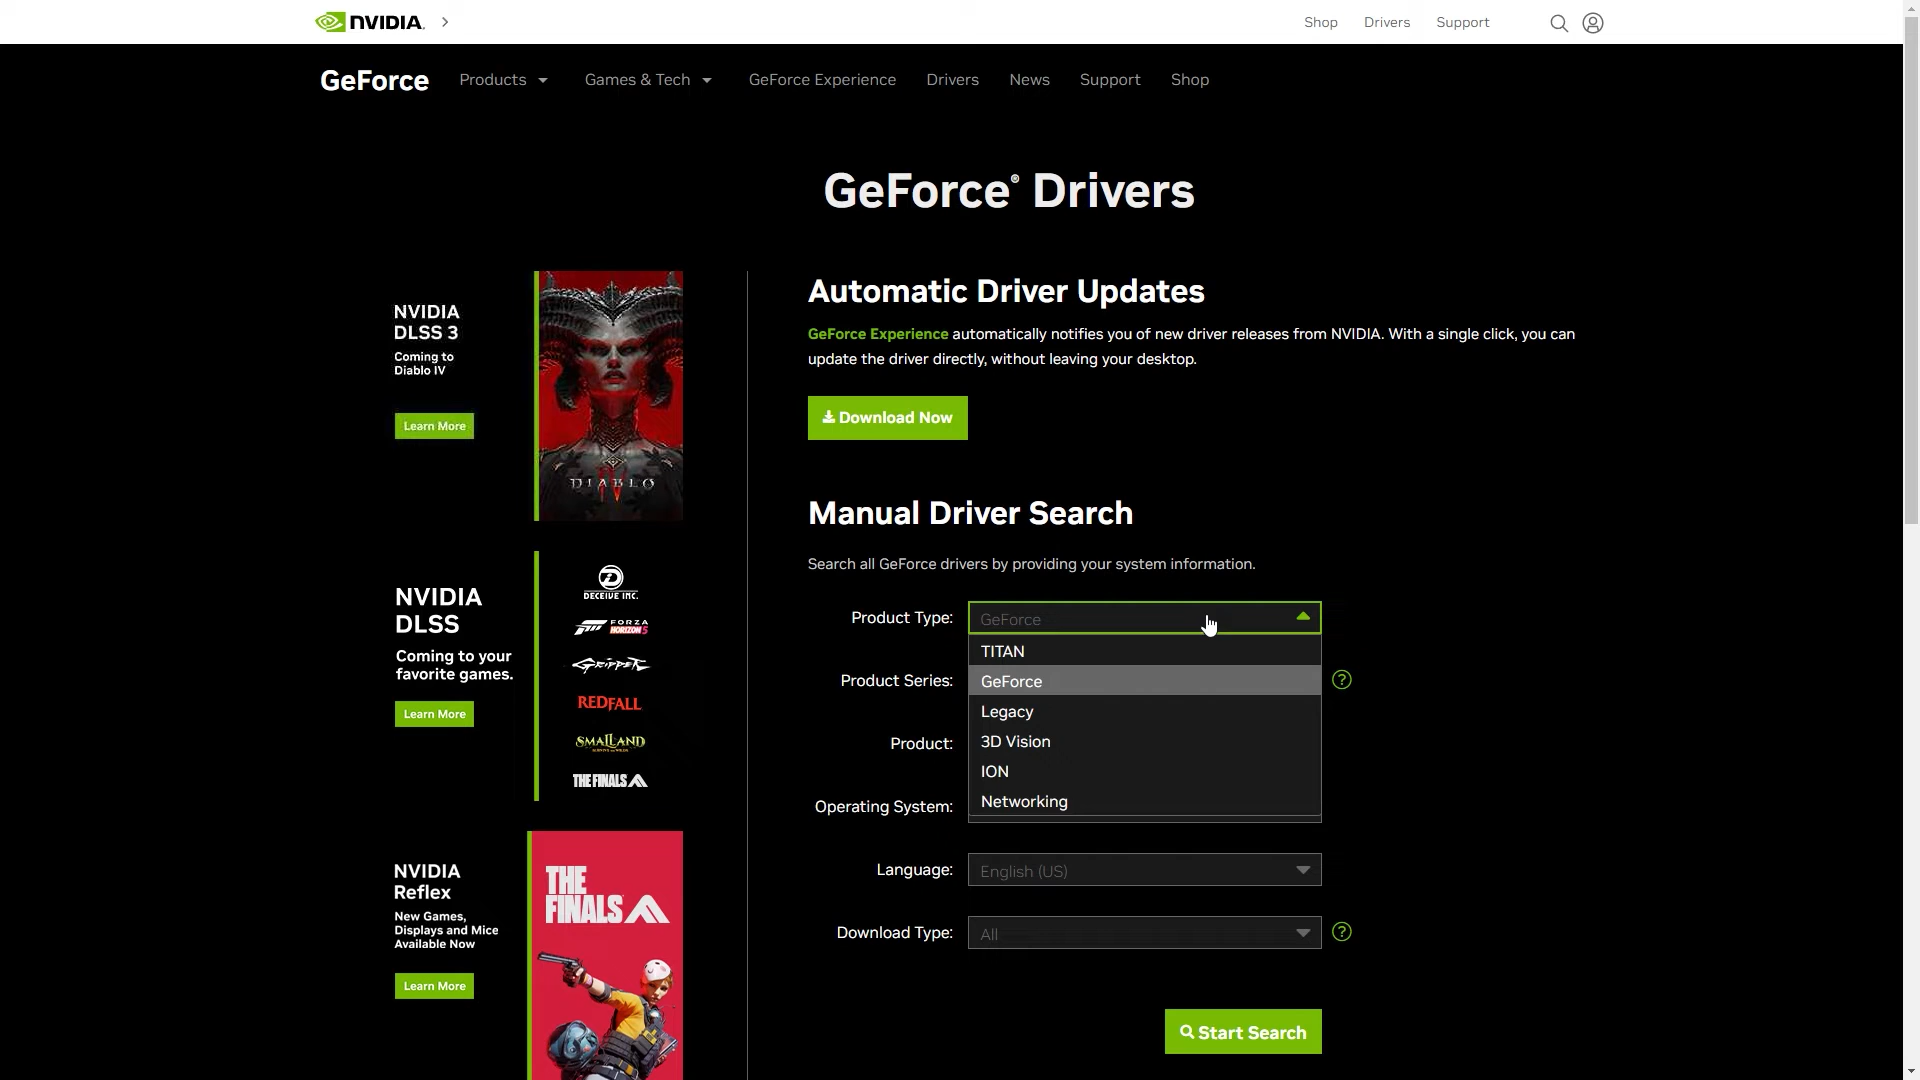 NVIDIA
Shop
Drivers
Support
GeForce
Products
Games & Tech
GeForce Experience
Drivers
News
Support
Shop
GeForce® Drivers
NVIDIA
DLSS 3
Coming to
Diablo IV
Learn More
DIABLO
IV
NVIDIA
DLSS
Coming to your
favorite games.
Learn More
DECEIVE INC.
FORZA
HORIZON 5
GRIPPER
REDFALL
SMALLAND
THE FINALS
NVIDIA
Reflex
New Games,
Displays and Mice
Available Now
Learn More
THE
FINALS
Automatic Driver Updates
GeForce Experience automatically notifies you of new driver releases from NVIDIA. With a single click, you can
update the driver directly, without leaving your desktop.
Download Now
Manual Driver Search
Search all GeForce drivers by providing your system information.
Product Type:
GeForce
TITAN
GeForce
Legacy
3D Vision
ION
Networking
Product Series:
?
Product:
Operating System:
Language:
English (US)
Download Type:
All
?
Start Search